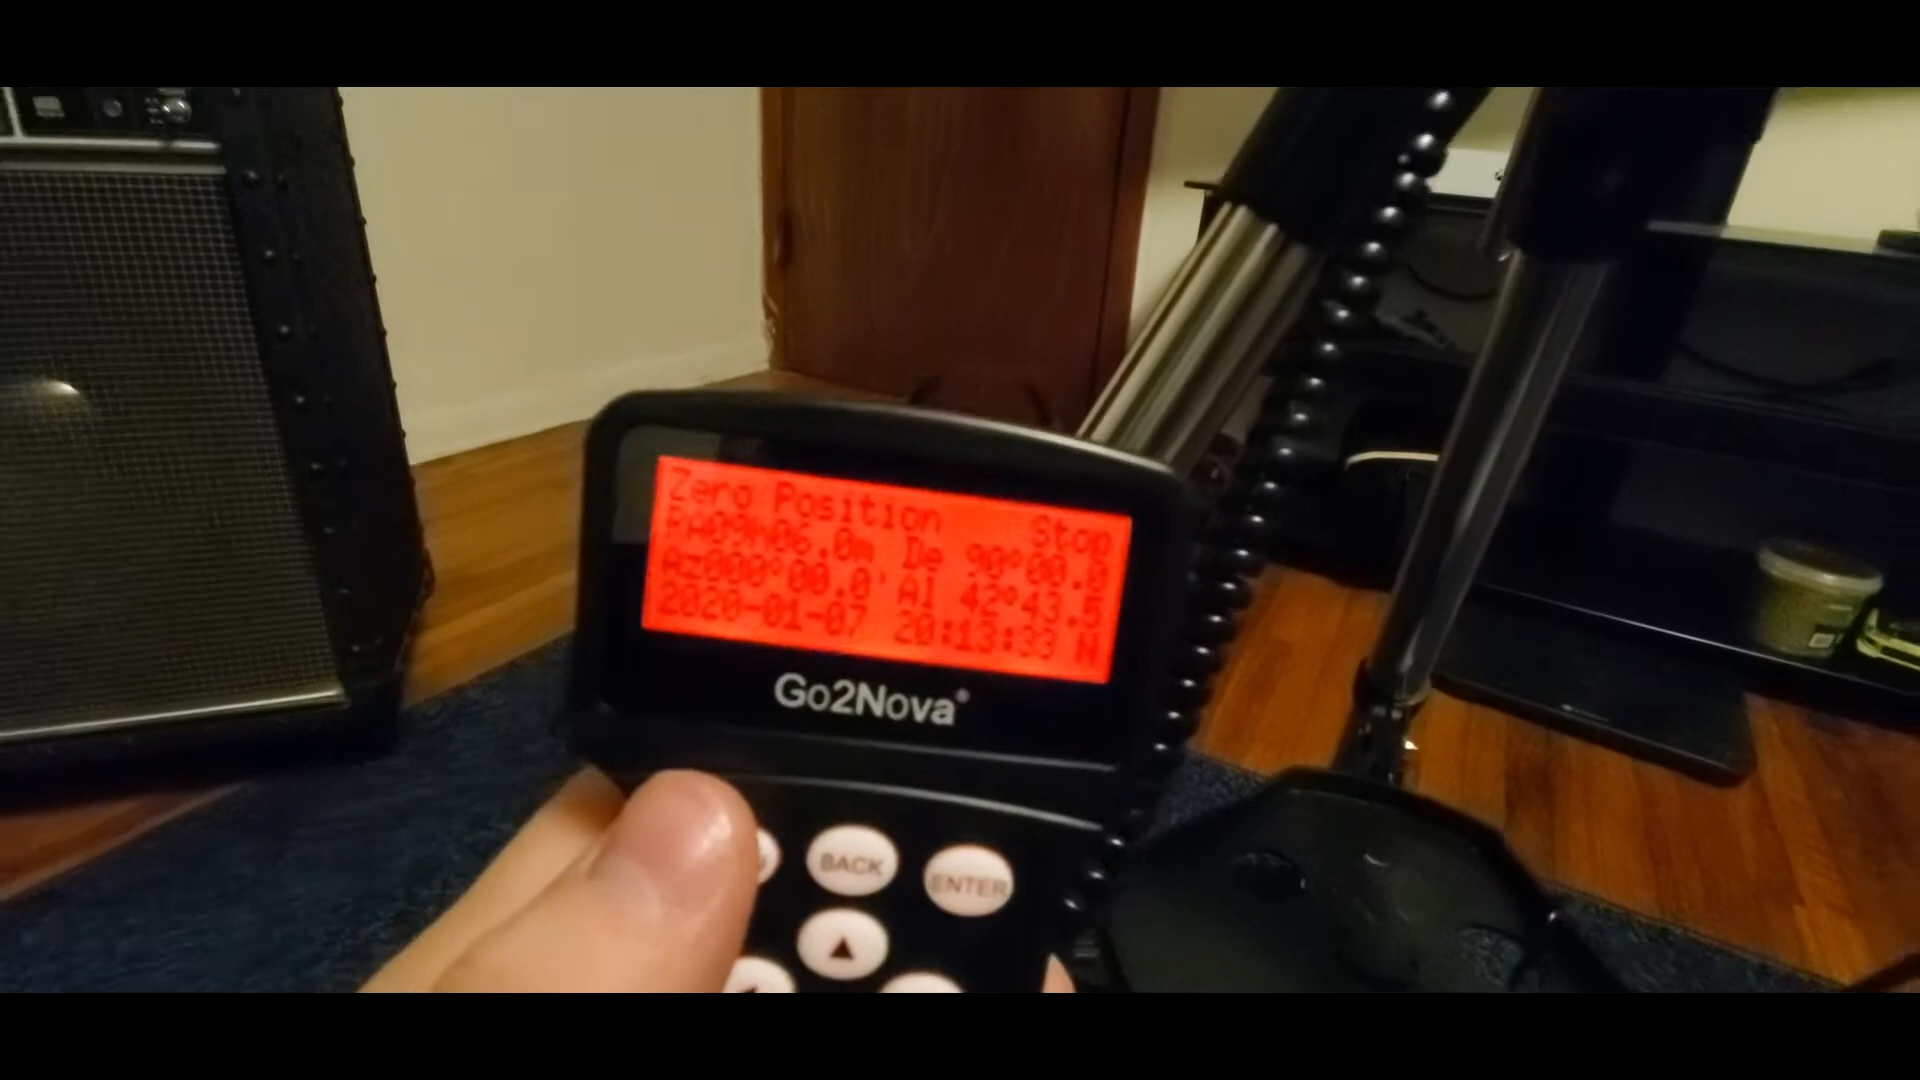 Zero Position Stop
RA09h06.0m De 90°00.0
Az000°00.0' Al 42°43.5
2020-01-07 20:13:33 N
Go2Nova®
BACK
ENTER